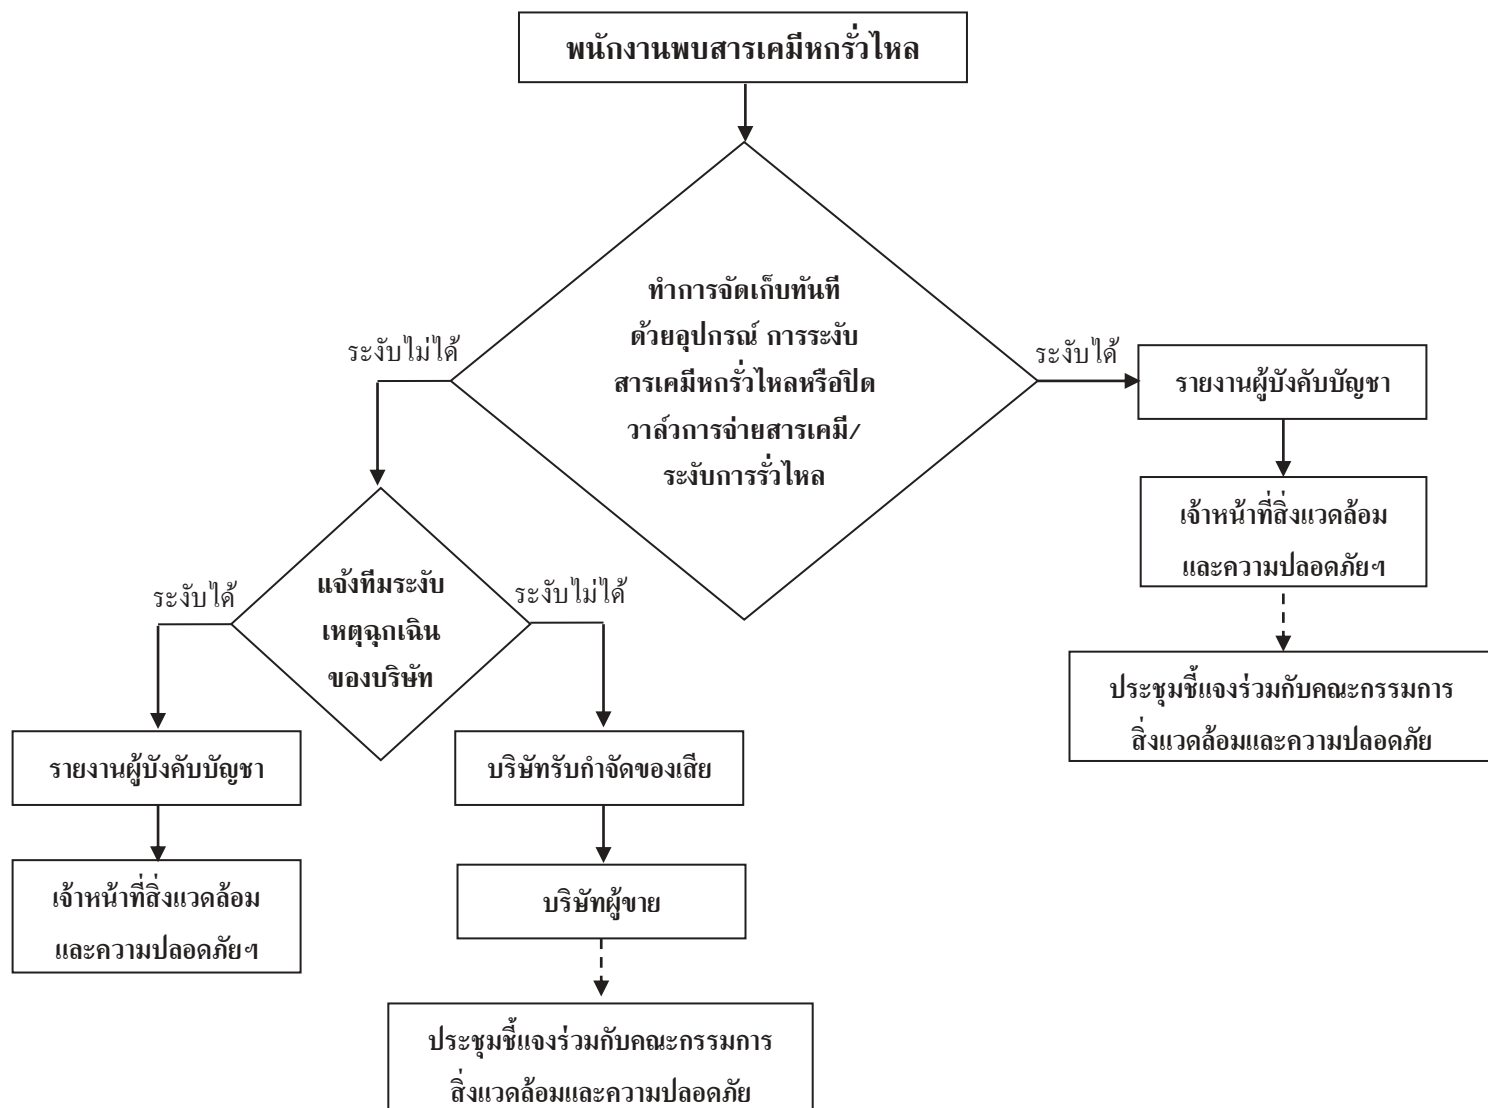 พนักงานพบสารเคมีหกรั่วไหล
ทำการจัดเก็บทันที
ด้วยอุปกรณ์ การระงับ
สารเคมีหกรั่วไหลหรือปิด
วาล์วการจ่ายสารเคมี/
ระงับการรั่วไหล
ระงับไม่ได้
ระงับได้
รายงานผู้บังคับบัญชา
เจ้าหน้าที่สิ่งแวดล้อม
และความปลอดภัยฯ
ประชุมชี้แจงร่วมกับคณะกรรมการ
สิ่งแวดล้อมและความปลอดภัย
แจ้งทีมระงับ
เหตุฉุกเฉิน
ของบริษัท
ระงับได้
ระงับไม่ได้
รายงานผู้บังคับบัญชา
เจ้าหน้าที่สิ่งแวดล้อม
และความปลอดภัยฯ
บริษัทรับกำจัดของเสีย
บริษัทผู้ขาย
ประชุมชี้แจงร่วมกับคณะกรรมการ
สิ่งแวดล้อมและความปลอดภัย